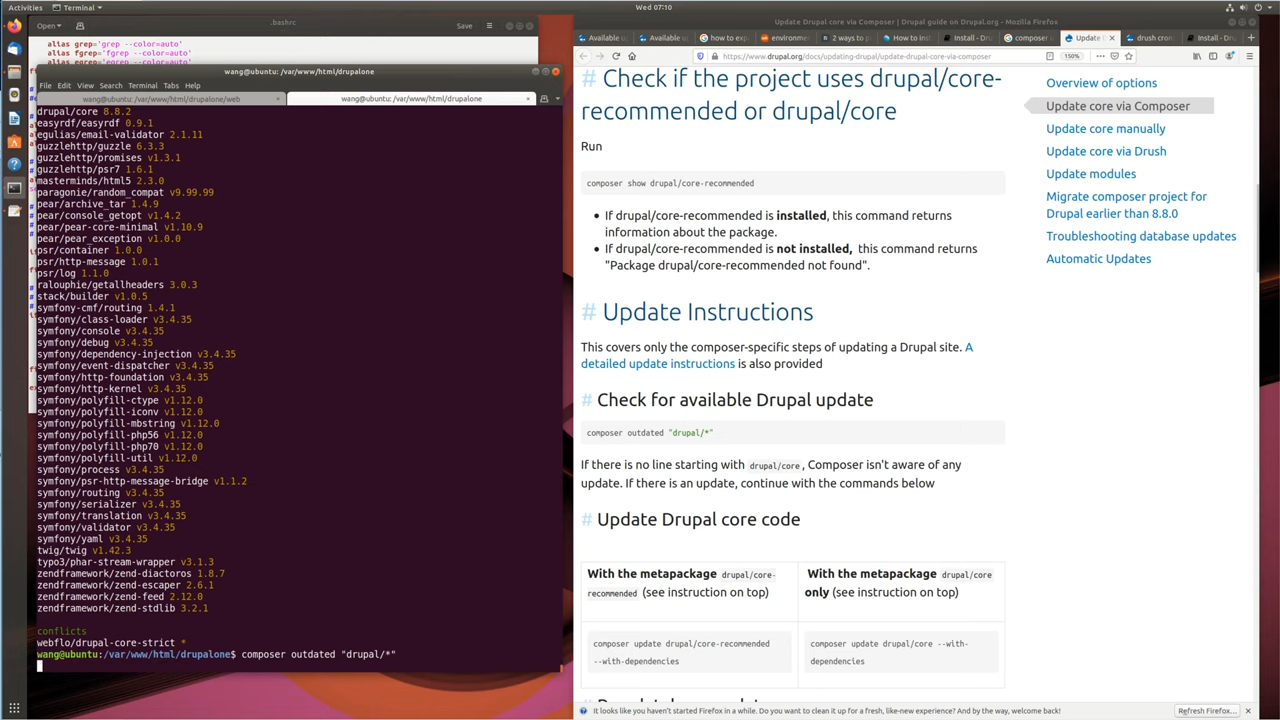 Activities
Terminal
Wed 07:10
Open
.bashrc
Save
alias grep='grep --color=auto'
alias fgrep='fgrep --color=auto'
wang@ubuntu: /var/www/html/drupalone
File Edit View Search Terminal Tabs Help
wang@ubuntu: /var/www/html/drupalone/web
wang@ubuntu: /var/www/html/drupalone
drupal/core 8.8.2
easyrdf/easyrdf 0.9.1
egulias/email-validator 2.1.11
guzzlehttp/guzzle 6.3.3
guzzlehttp/promises v1.3.1
guzzlehttp/psr7 1.6.1
masterminds/html5 2.3.0
paragonie/random_compat v9.99.99
pear/archive_tar 1.4.9
pear/console_getopt v1.4.2
pear/pear-core-minimal v1.10.9
pear/pear_exception v1.0.0
psr/container 1.0.0
psr/http-message 1.0.1
psr/log 1.1.0
ralouphie/getallheaders 3.0.3
stack/builder v1.0.5
symfony-cmf/routing 1.4.1
symfony/class-loader v3.4.35
symfony/console v3.4.35
symfony/debug v3.4.35
symfony/dependency-injection v3.4.35
symfony/event-dispatcher v3.4.35
symfony/http-foundation v3.4.35
symfony/http-kernel v3.4.35
symfony/polyfill-ctype v1.12.0
symfony/polyfill-iconv v1.12.0
symfony/polyfill-mbstring v1.12.0
symfony/polyfill-php56 v1.12.0
symfony/polyfill-php70 v1.12.0
symfony/polyfill-util v1.12.0
symfony/process v3.4.35
symfony/psr-http-message-bridge v1.1.2
symfony/routing v3.4.35
symfony/serializer v3.4.35
symfony/translation v3.4.35
symfony/validator v3.4.35
symfony/yaml v3.4.35
twig/twig v1.42.3
typo3/phar-stream-wrapper v3.1.3
zendframework/zend-diactoros 1.8.7
zendframework/zend-escaper 2.6.1
zendframework/zend-feed 2.12.0
zendframework/zend-stdlib 3.2.1
conflicts
webflo/drupal-core-strict *
wang@ubuntu:/var/www/html/drupalone$ composer outdated "drupal/*"
Update Drupal core via Composer | Drupal guide on Drupal.org - Mozilla Firefox
Available u
Available u
how to exp
environmen
2 ways to p
How to inst
Install - Dru
composer v
Update D
drush crong
Install - Dru
https://www.drupal.org/docs/updating-drupal/update-drupal-core-via-composer
150%
# Check if the project uses drupal/core-
recommended or drupal/core
Run
composer show drupal/core-recommended
• If drupal/core-recommended is installed, this command returns
information about the package.
• If drupal/core-recommended is not installed, this command returns
"Package drupal/core-recommended not found".
# Update Instructions
This covers only the composer-specific steps of updating a Drupal site. A
detailed update instructions is also provided
# Check for available Drupal update
composer outdated "drupal/*"
If there is no line starting with drupal/core, Composer isn't aware of any
update. If there is an update, continue with the commands below
# Update Drupal core code
With the metapackage drupal/core-
recommended (see instruction on top)
With the metapackage drupal/core
only (see instruction on top)
composer update drupal/core-recommended
--with-dependencies
composer update drupal/core --with-
dependencies
Overview of options
Update core via Composer
Update core manually
Update core via Drush
Update modules
Migrate composer project for
Drupal earlier than 8.8.0
Troubleshooting database updates
Automatic Updates
It looks like you haven't started Firefox in a while. Do you want to clean it up for a fresh, like-new experience? And by the way, welcome back!
Refresh Firefox...